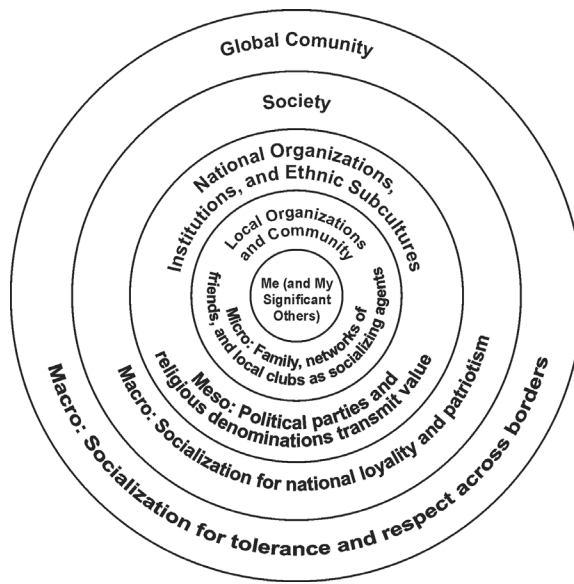 Global Comunity
Society
National Organizations,
Institutions, and Ethnic Subcultures
Local Organizations
and Community
Me (and My
Significant
Others)
Micro: Family, networks of
friends, and local clubs as socializing agents
Meso: Political parties and
religious denominations transmit value
Macro: Socialization for national loyality and patriotism
Macro: Socialization for tolerance and respect across borders